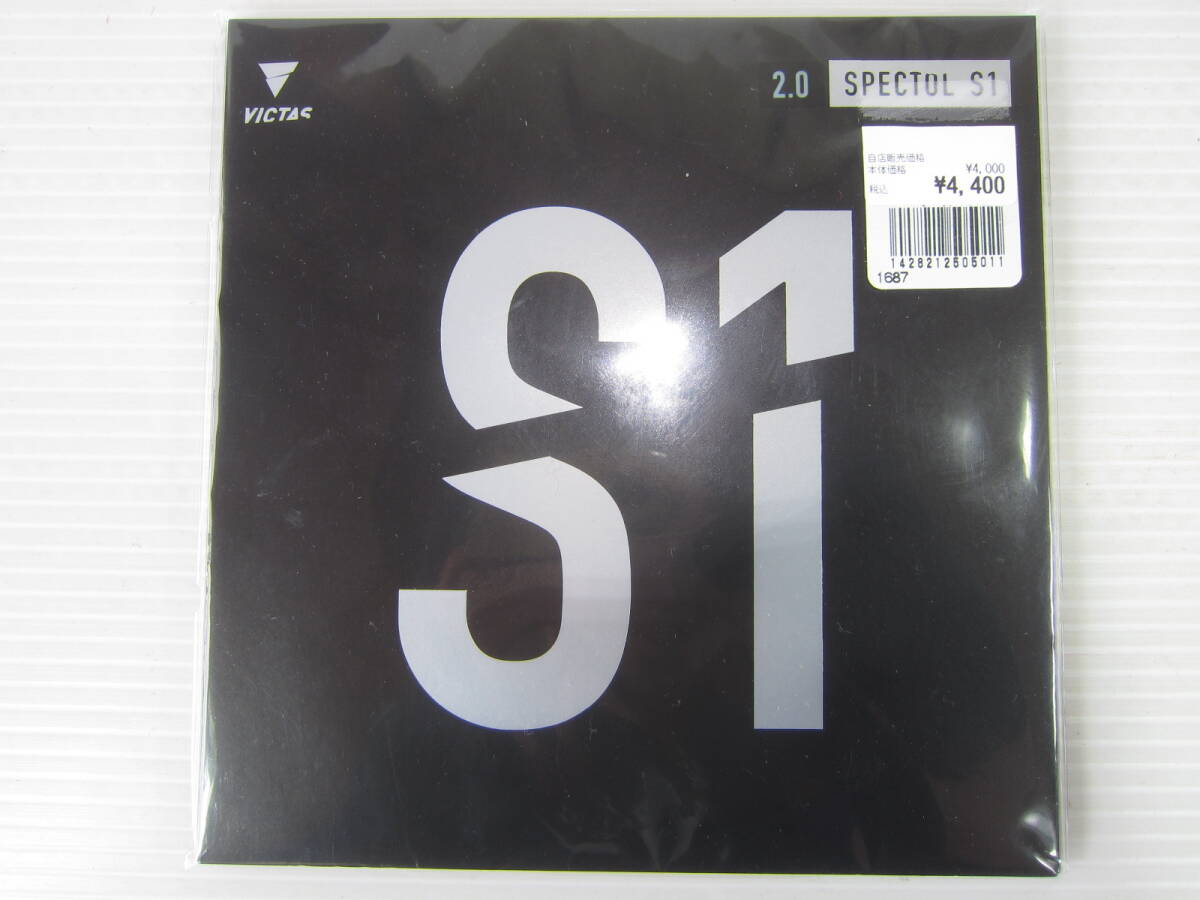 VICTAS
2.0 SPECTOL S1
自店販売価格
本体価格 ¥4,000
税込 ¥4,400
1428212505011
1687
S1